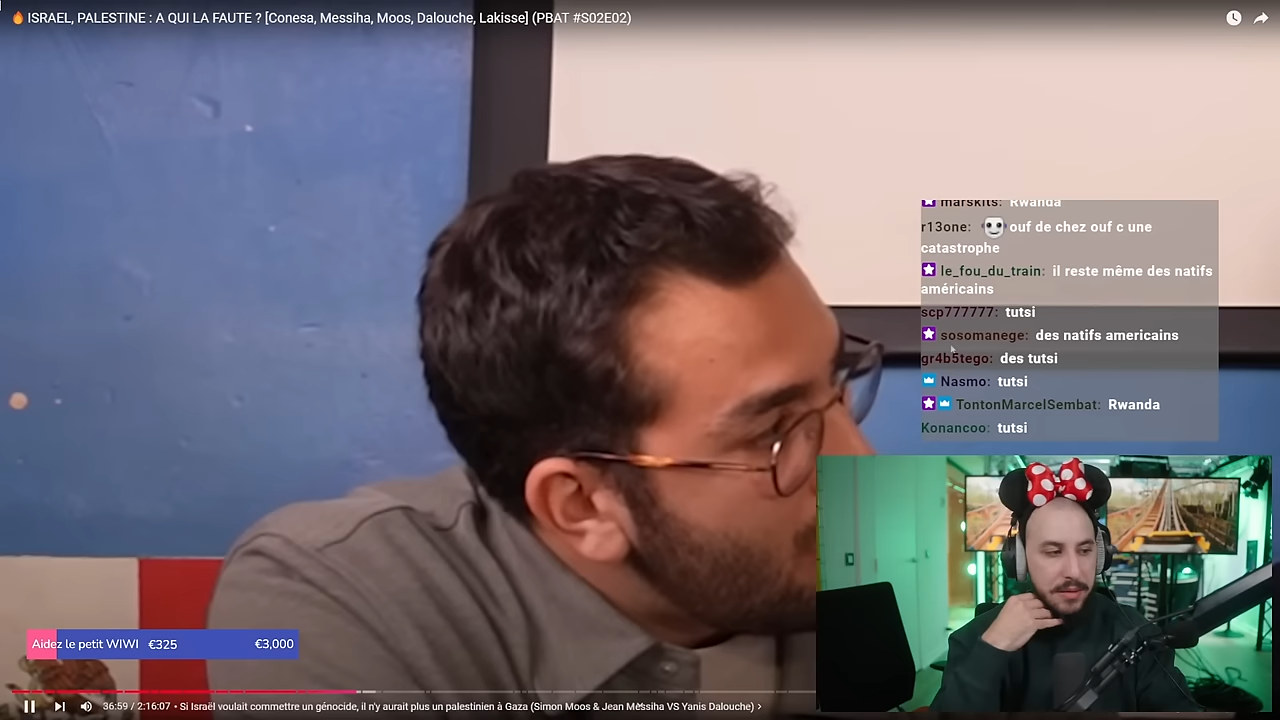 🔥ISRAEL, PALESTINE : A QUI LA FAUTE ? [Conesa, Messiha, Moos, Dalouche, Lakisse] (PBAT #S02E02)
marskits: Rwanda
r13one: ouf de chez ouf c une
catastrophe
le_fou_du_train: il reste même des natifs
américains
scp777777: tutsi
sosomanege: des natifs americains
gr4b5tego: des tutsi
Nasmo: tutsi
TontonMarcelSembat: Rwanda
Konancoo: tutsi
Aidez le petit WIWI €325 €3,000
36:59 / 2:16:07 • Si Israël voulait commettre un génocide, il n'y aurait plus un palestinien à Gaza (Simon Moos & Jean Messiha VS Yanis Dalouche) >